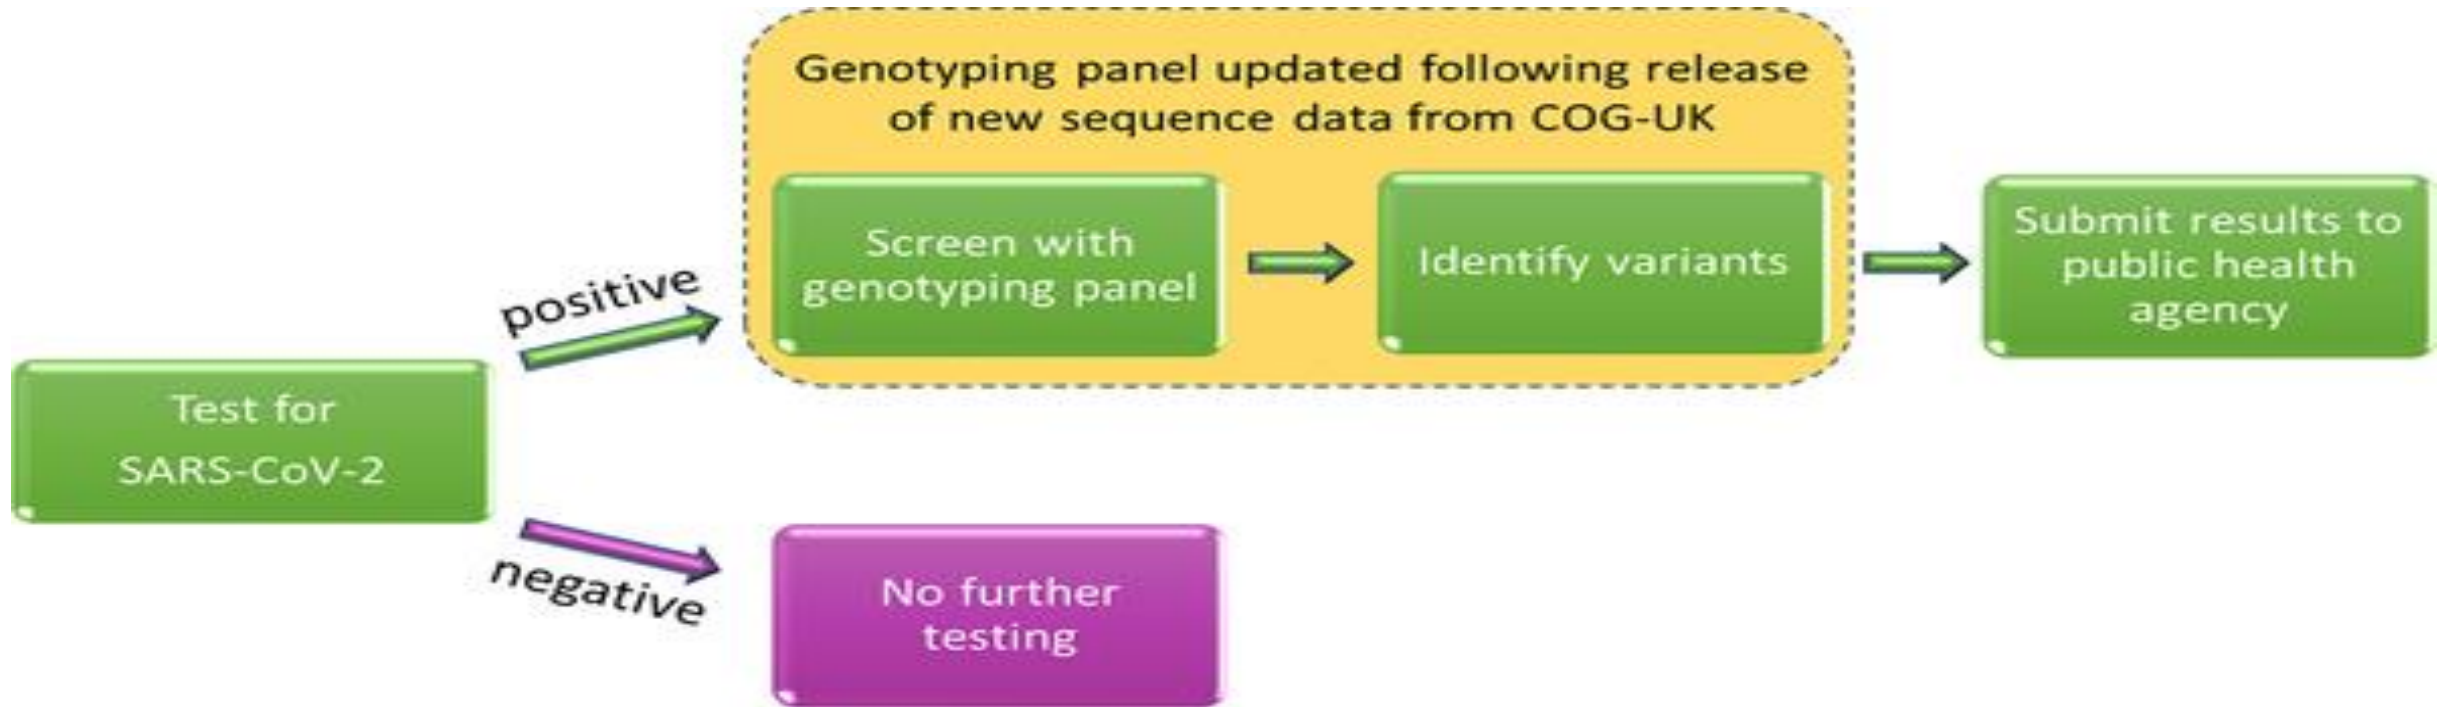 Genotyping panel updated following release
of new sequence data from COG-UK
Test for
SARS-CoV-2
positive
Screen with
genotyping panel
Identify variants
Submit results to
public health
agency
negative
No further
testing